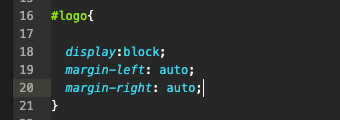 16 #logo{
17
18 display:block;
19 margin-left: auto;
20 margin-right: auto;
21 }